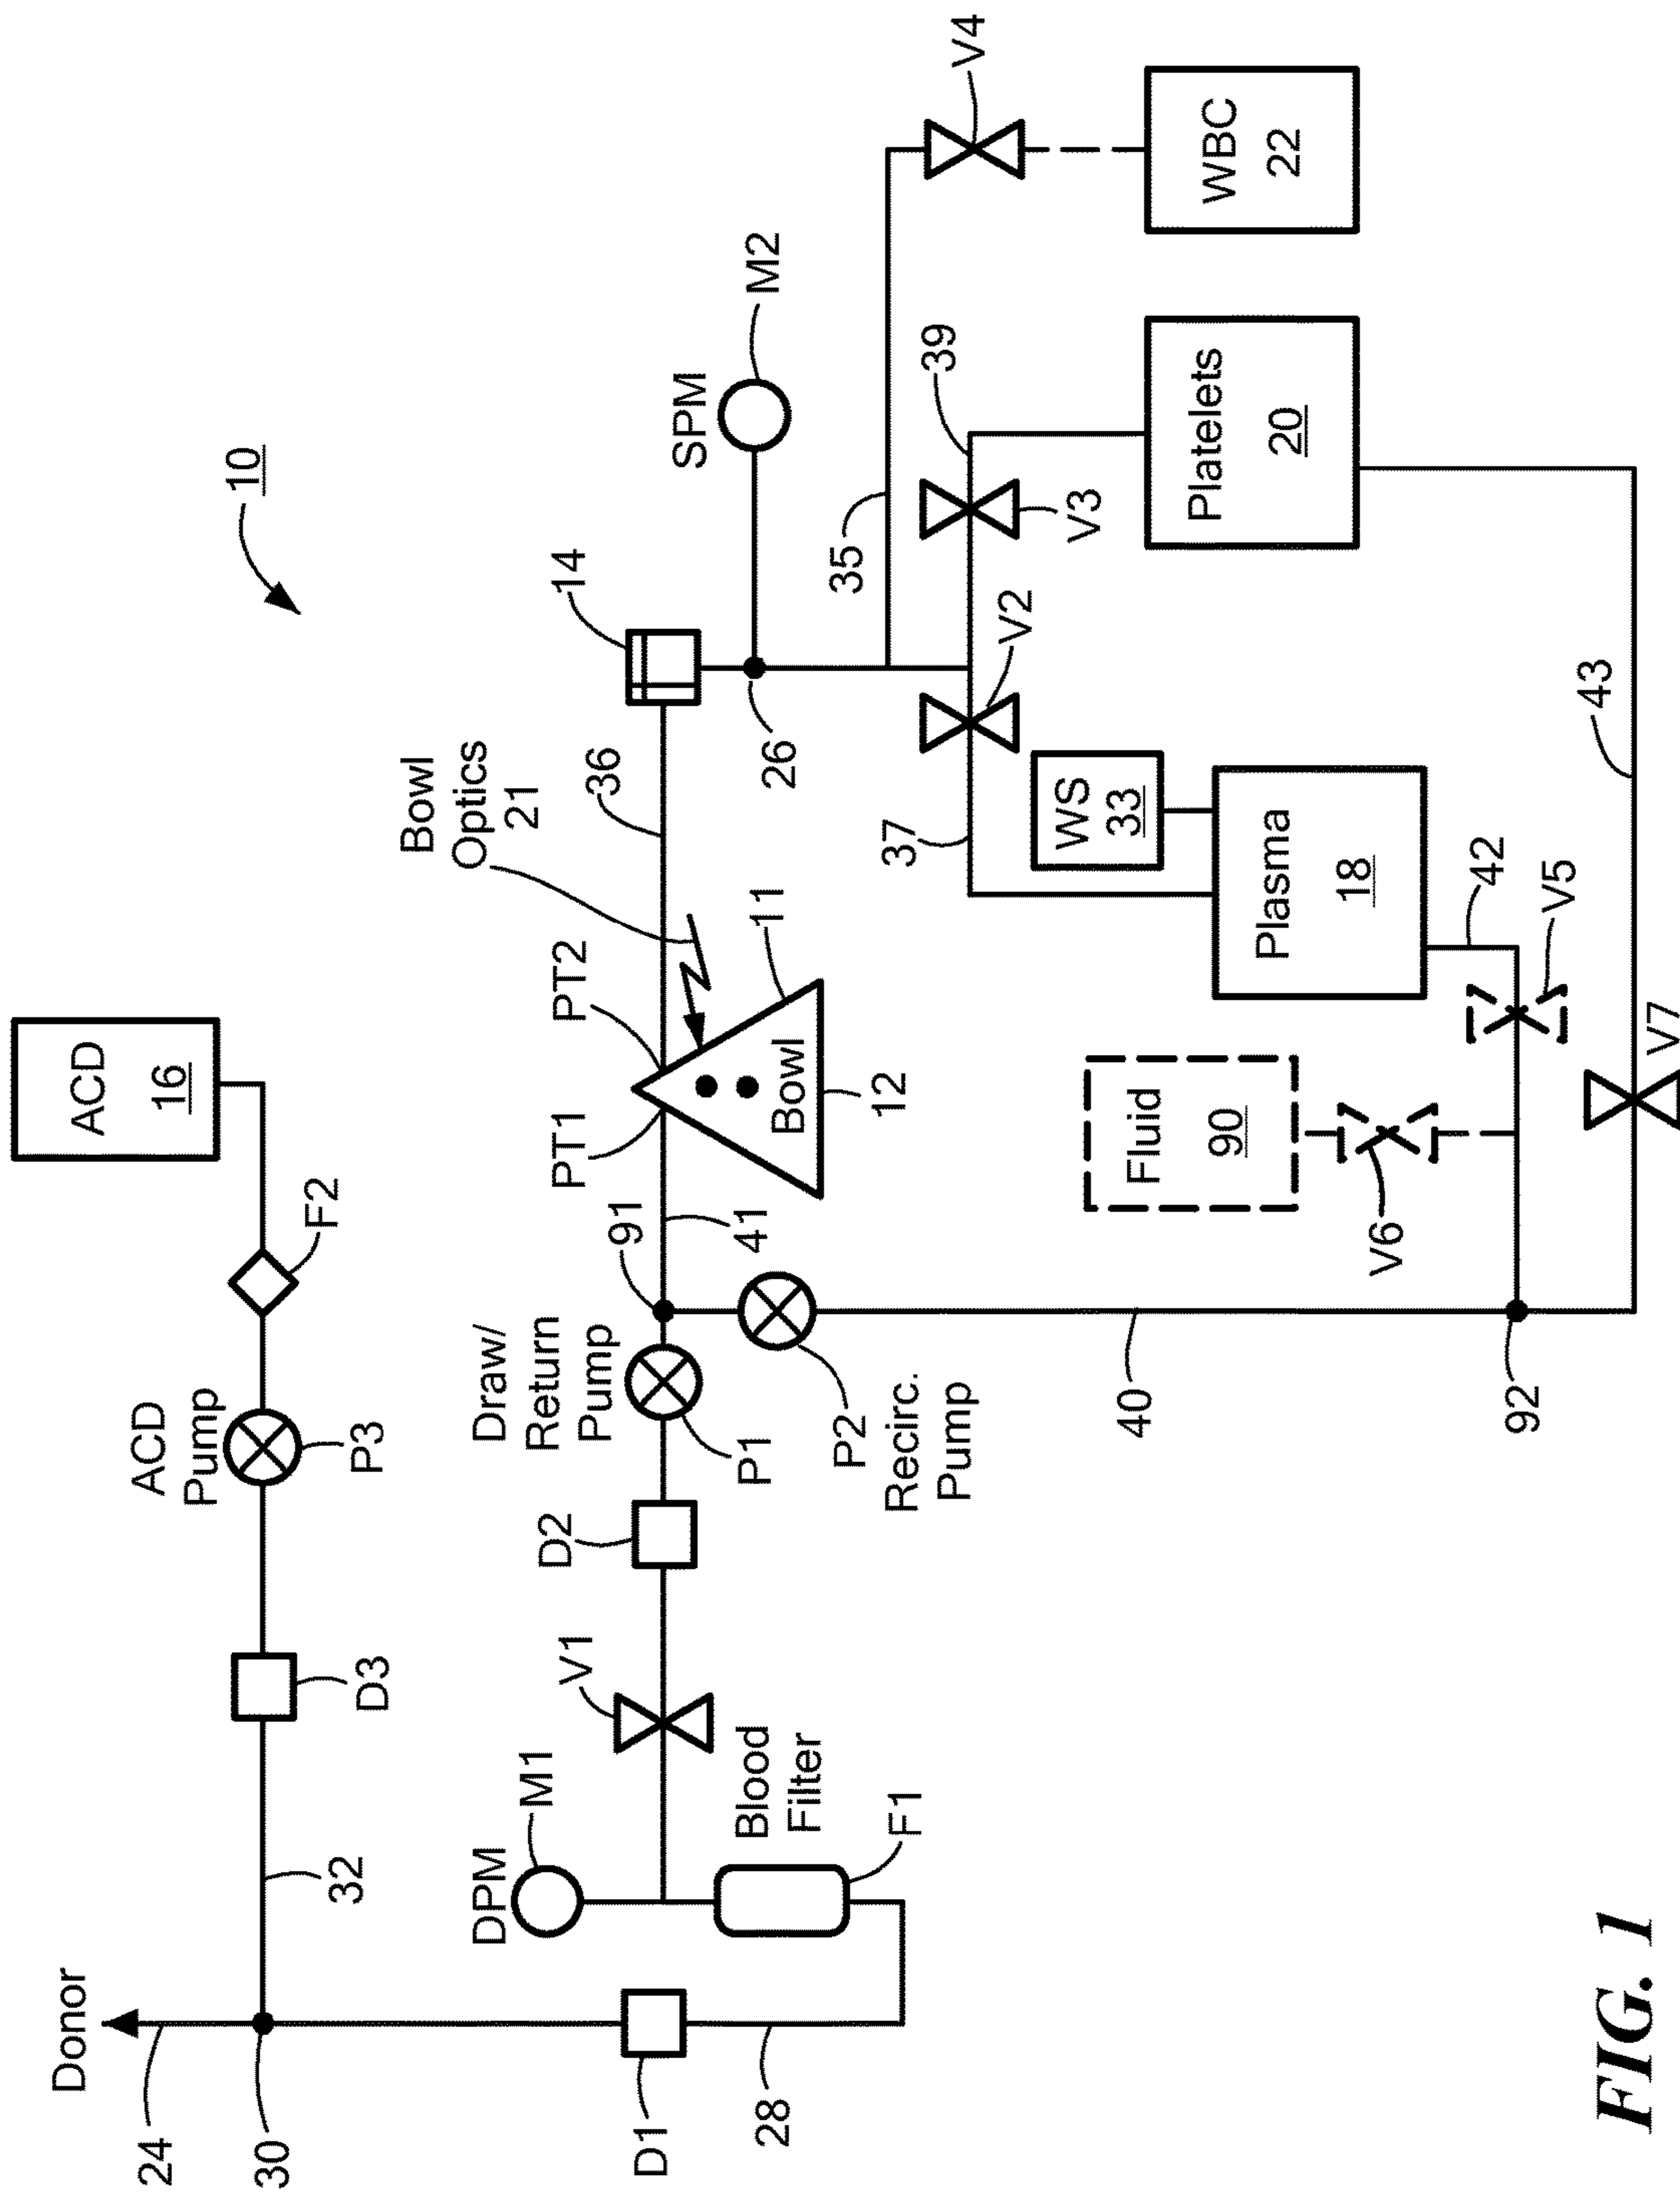 Donor
24
30
32
D3
ACD
Pump
P3
F2
ACD
16
10
D1
28
DPM
M1
Blood
Filter
F1
V1
D2
Draw/
Return
Pump
P1
91
41
P2
Recirc.
Pump
PT1
PT2
Bowl
12
11
Bowl
Optics
21
36
14
26
SPM
M2
35
V4
WBC
22
39
V3
V2
37
Platelets
20
WS
33
Plasma
18
42
V5
Fluid
90
V6
40
92
43
V7
FIG. 1